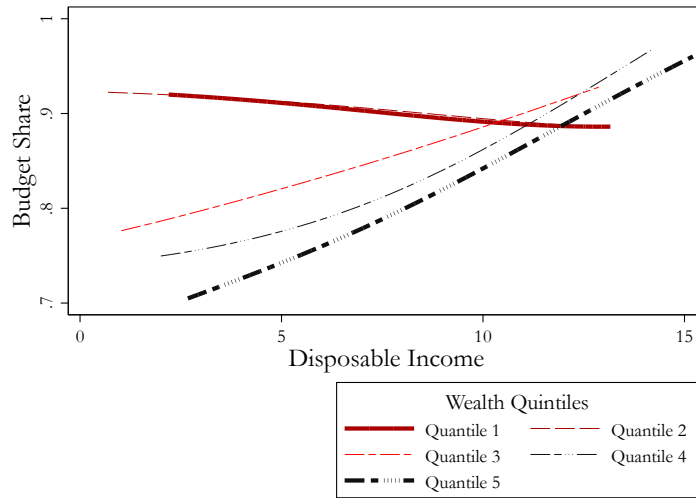 1
.9
.8
.7
Budget Share
0 5 10 15
Disposable Income
Wealth Quintiles
Quantile 1 Quantile 2
Quantile 3 Quantile 4
Quantile 5